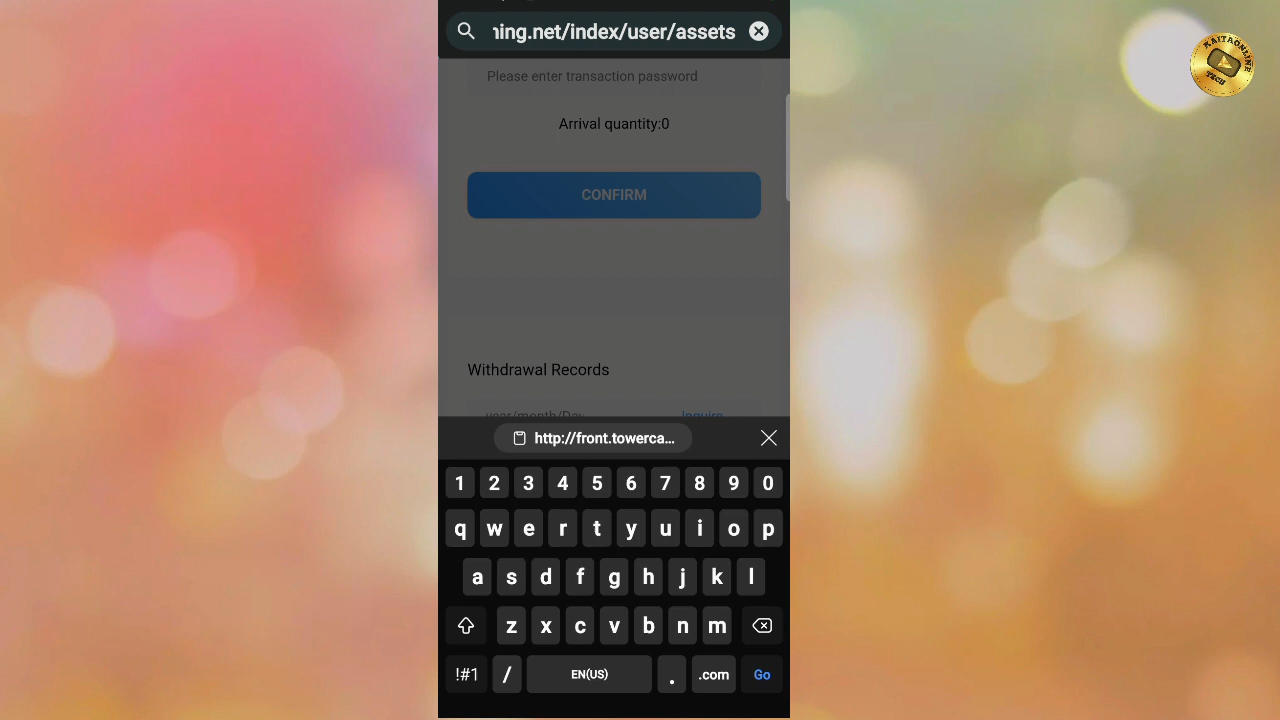 ning.net/index/user/assets
Please enter transaction password
Arrival quantity:0
CONFIRM
Withdrawal Records
year/month/Day Inquire
http://front.towerca...
1 2 3 4 5 6 7 8 9 0
q w e r t y u i o p
a s d f g h j k l
z x c v b n m
!#1 / EN(US) . .com Go
KAITAONLINE
TECH